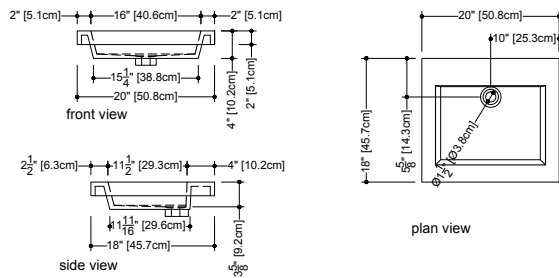 2" [5.1cm] 16" [40.6cm] 2" [5.1cm]
15 1/4" [38.8cm]
20" [50.8cm]
4" [10.2cm]
2" [5.1cm]
front view
2 1/2" [6.3cm] 11 1/2" [29.3cm] 4" [10.2cm]
11 11/16" [29.6cm]
18" [45.7cm]
3 5/8" [9.2cm]
side view
20" [50.8cm]
10" [25.3cm]
18" [45.7cm]
5 5/8" [14.3cm]
Ø1 1/2" [Ø3.8cm]
plan view